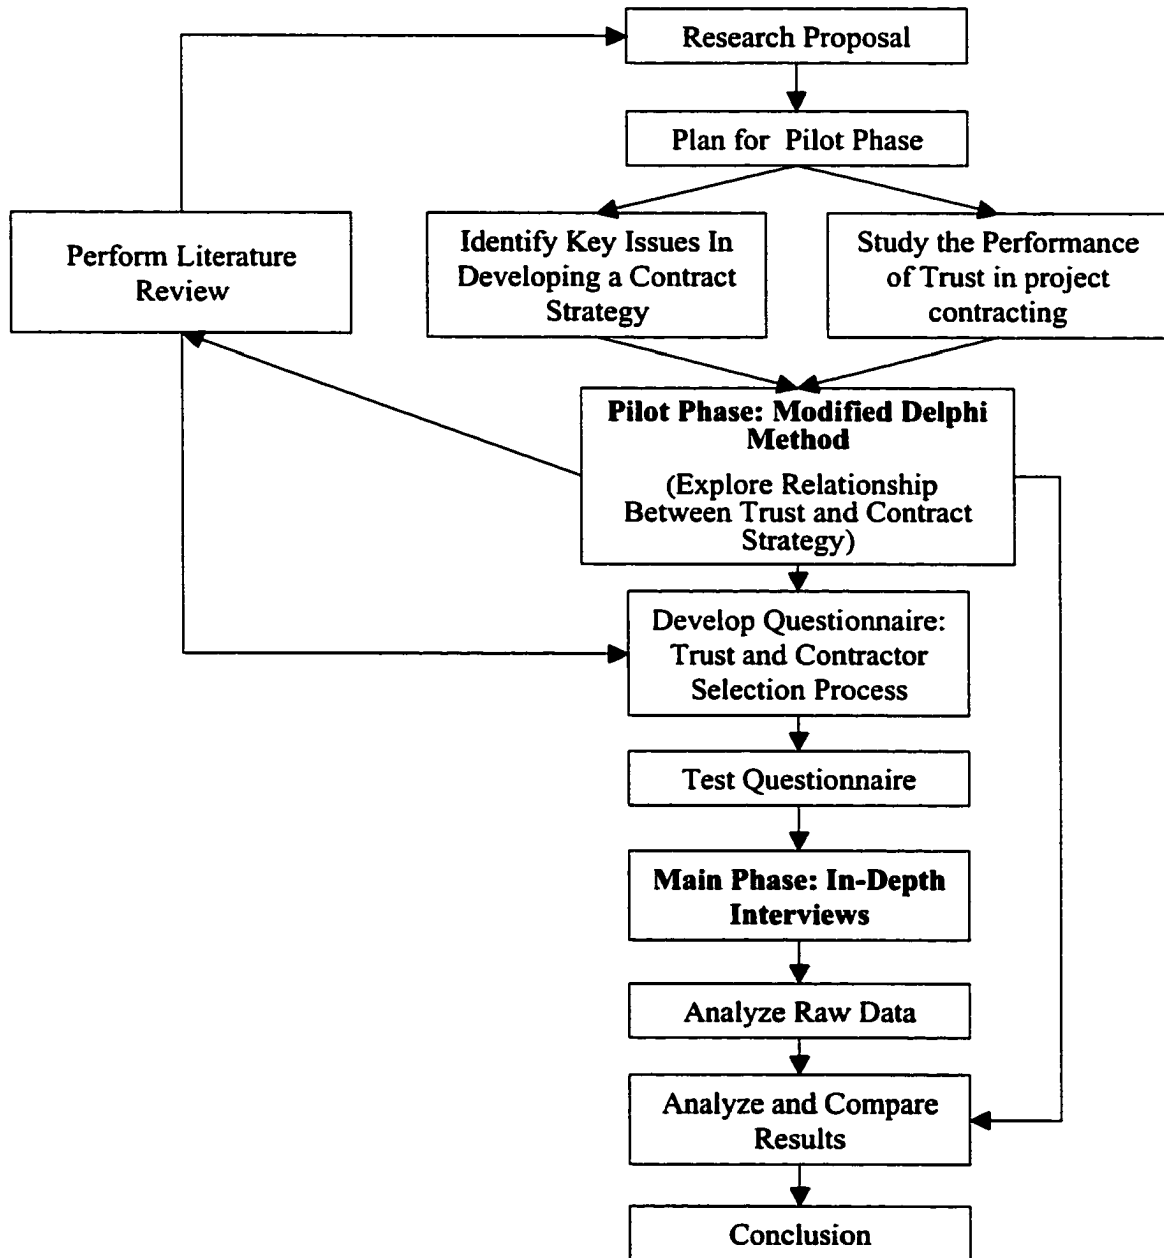 Research Proposal
Plan for Pilot Phase
Perform Literature
Review
Identify Key Issues In
Developing a Contract
Strategy
Study the Performance
of Trust in project
contracting
Pilot Phase: Modified Delphi
Method
(Explore Relationship
Between Trust and Contract
Strategy)
Develop Questionnaire:
Trust and Contractor
Selection Process
Test Questionnaire
Main Phase: In-Depth
Interviews
Analyze Raw Data
Analyze and Compare
Results
Conclusion